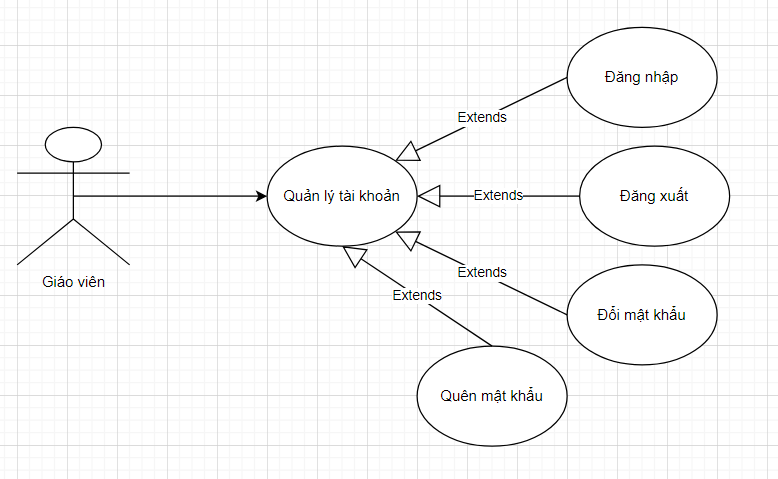 Đăng nhập
Extends
Quản lý tài khoản
Extends
Đăng xuất
Giáo viên
Extends
Đổi mật khẩu
Extends
Quên mật khẩu